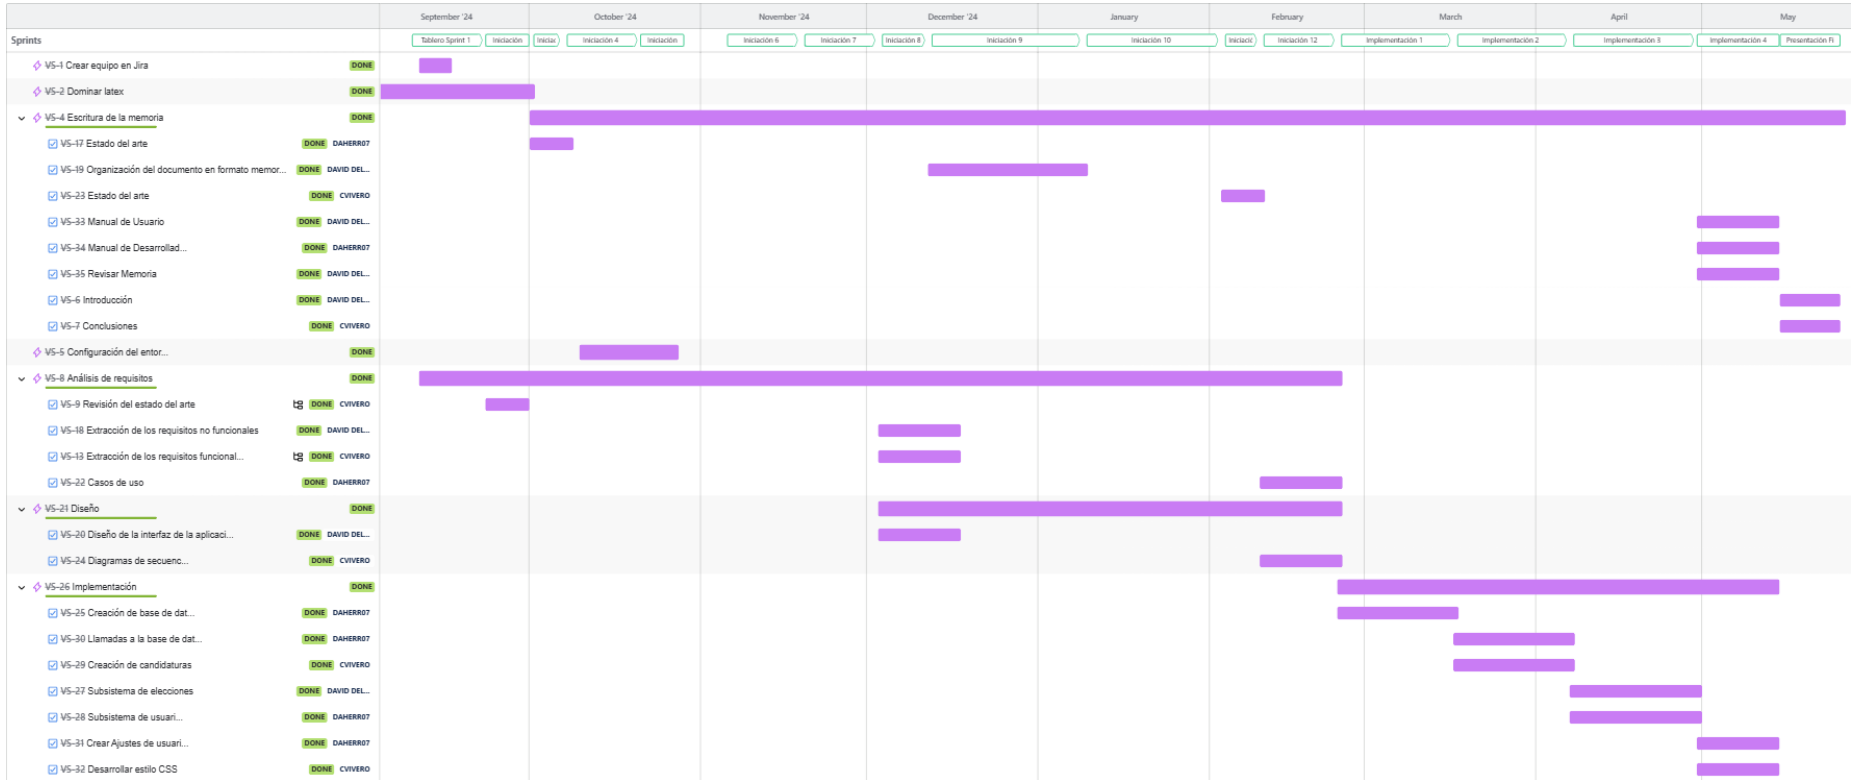 September '24 October '24 November '24 December '24 January February March April May
Sprints Tablero Sprint 1 Iniciación Iniciac Iniciación 4 Iniciación Iniciación 6 Iniciación 7 Iniciación 8 Iniciación 9 Iniciación 10 Iniciació Iniciación 12 Implementación 1 Implementación 2 Implementación 3 Implementación 4 Presentación Fi
VS-1 Crear equipo en Jira DONE
VS-2 Dominar latex DONE
VS-4 Escritura de la memoria DONE
VS-17 Estado del arte DONE DAHERR07
VS-19 Organización del documento en formato memor... DONE DAVID DEL...
VS-23 Estado del arte DONE CVIVERO
VS-33 Manual de Usuario DONE DAVID DEL...
VS-34 Manual de Desarrollad... DONE DAHERR07
VS-35 Revisar Memoria DONE DAVID DEL...
VS-6 Introducción DONE DAVID DEL...
VS-7 Conclusiones DONE CVIVERO
VS-5 Configuración del entor... DONE
VS-8 Análisis de requisitos DONE
VS-9 Revisión del estado del arte DONE CVIVERO
VS-18 Extracción de los requisitos no funcionales DONE DAVID DEL...
VS-13 Extracción de los requisitos funcional... DONE CVIVERO
VS-22 Casos de uso DONE DAHERR07
VS-21 Diseño DONE
VS-20 Diseño de la interfaz de la aplicaci... DONE DAVID DEL...
VS-24 Diagramas de secuenc... DONE CVIVERO
VS-26 Implementación DONE
VS-25 Creación de base de dat... DONE DAHERR07
VS-30 Llamadas a la base de dat... DONE DAHERR07
VS-29 Creación de candidaturas DONE CVIVERO
VS-27 Subsistema de elecciones DONE DAVID DEL...
VS-28 Subsistema de usuari... DONE DAHERR07
VS-31 Crear Ajustes de usuari... DONE DAHERR07
VS-32 Desarrollar estilo CSS DONE CVIVERO